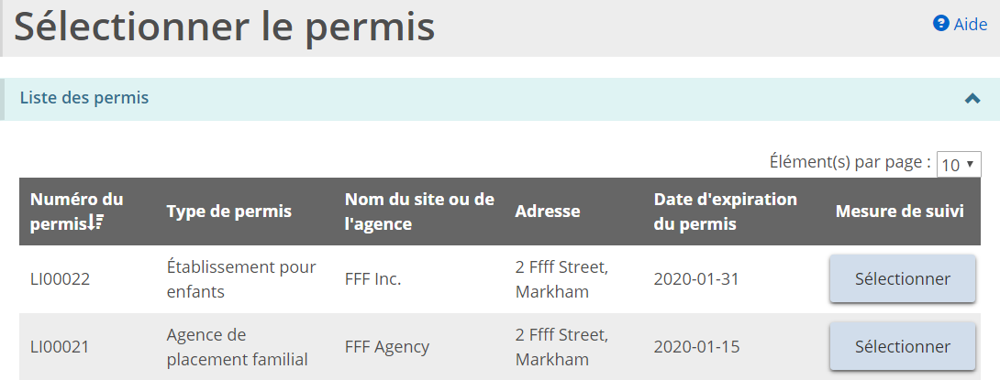 Sélectionner le permis
Aide
Liste des permis
Élément(s) par page : 10
Numéro du permis
Type de permis
Nom du site ou de l'agence
Adresse
Date d'expiration du permis
Mesure de suivi
LI00022
Établissement pour enfants
FFF Inc.
2 Ffff Street, Markham
2020-01-31
Sélectionner
LI00021
Agence de placement familial
FFF Agency
2 Ffff Street, Markham
2020-01-15
Sélectionner